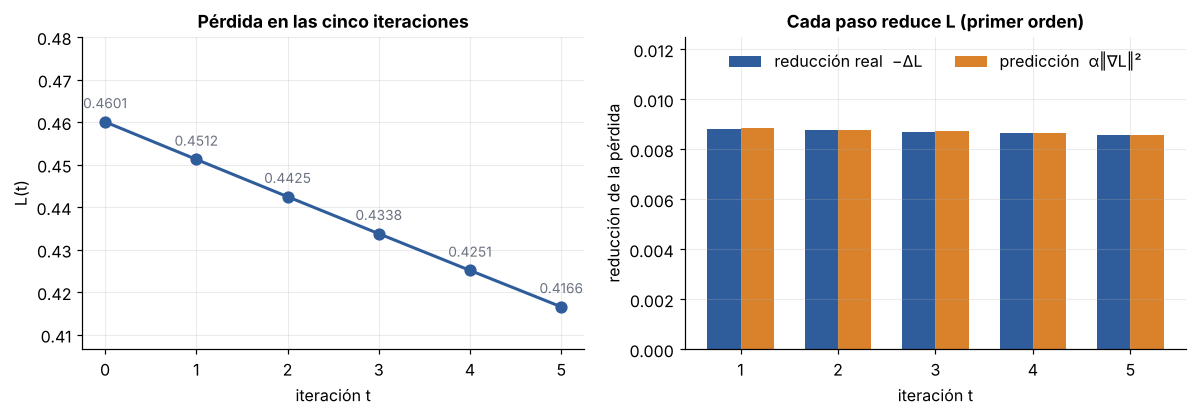 Pérdida en las cinco iteraciones
0.48
0.47
0.46
0.45
0.44
0.43
0.42
0.41
L(t)
0.4601
0.4512
0.4425
0.4338
0.4251
0.4166
0 1 2 3 4 5
iteración t
Cada paso reduce L (primer orden)
reducción real −ΔL
predicción α‖∇L‖²
0.012
0.010
0.008
0.006
0.004
0.002
0.000
reducción de la pérdida
1 2 3 4 5
iteración t